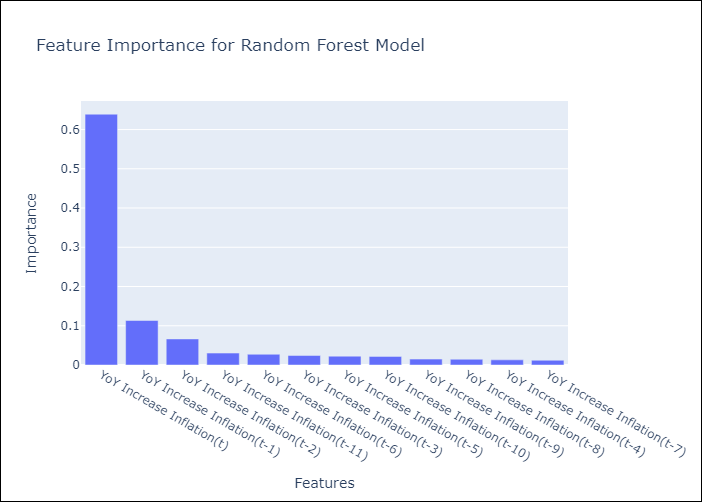 Feature Importance for Random Forest Model
Importance
0.6
0.5
0.4
0.3
0.2
0.1
0
YoY Increase Inflation(t)
YoY Increase Inflation(t-1)
YoY Increase Inflation(t-2)
YoY Increase Inflation(t-11)
YoY Increase Inflation(t-6)
YoY Increase Inflation(t-3)
YoY Increase Inflation(t-5)
YoY Increase Inflation(t-10)
YoY Increase Inflation(t-9)
YoY Increase Inflation(t-8)
YoY Increase Inflation(t-4)
YoY Increase Inflation(t-7)
Features